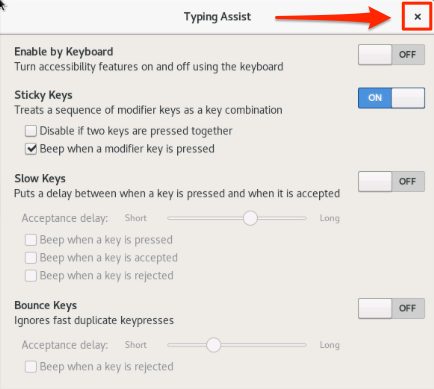 Typing Assist
Enable by Keyboard
OFF
Turn accessibility features on and off using the keyboard
Sticky Keys
ON
Treats a sequence of modifier keys as a key combination
Disable if two keys are pressed together
Beep when a modifier key is pressed
Slow Keys
OFF
Puts a delay between when a key is pressed and when it is accepted
Acceptance delay: Short Long
Beep when a key is pressed
Beep when a key is accepted
Beep when a key is rejected
Bounce Keys
OFF
Ignores fast duplicate keypresses
Acceptance delay: Short Long
Beep when a key is rejected